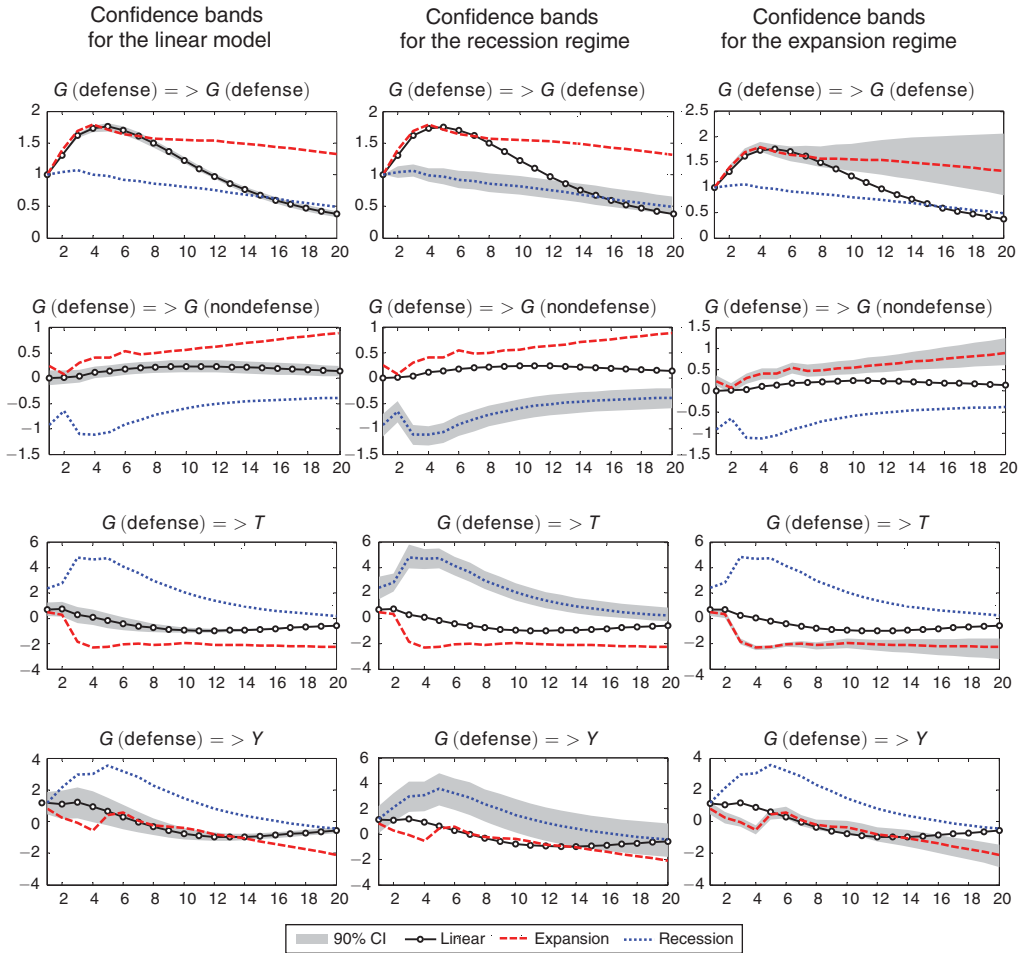 Confidence bands
for the linear model
Confidence bands
for the recession regime
Confidence bands
for the expansion regime
G (defense) = > G (defense)
G (defense) = > G (defense)
G (defense) = > G (defense)
2
1.5
1
0.5
0
2 4 6 8 10 12 14 16 18 20
2
1.5
1
0.5
0
2 4 6 8 10 12 14 16 18 20
2.5
2
1.5
1
0.5
0
2 4 6 8 10 12 14 16 18 20
G (defense) = > G (nondefense)
G (defense) = > G (nondefense)
G (defense) = > G (nondefense)
1
0.5
0
−0.5
−1
−1.5
2 4 6 8 10 12 14 16 18 20
1
0.5
0
−0.5
−1
−1.5
2 4 6 8 10 12 14 16 18 20
1.5
1
0.5
0
−0.5
−1
1.5
2 4 6 8 10 12 14 16 18 20
G (defense) = > T
G (defense) = > T
G (defense) = > T
6
4
2
0
−2
−4
2 4 6 8 10 12 14 16 18 20
6
4
2
0
−2
−4
2 4 6 8 10 12 14 16 18 20
6
4
2
0
−2
−4
2 4 6 8 10 12 14 16 18 20
G (defense) = > Y
G (defense) = > Y
G (defense) = > Y
4
2
0
−2
−4
2 4 6 8 10 12 14 16 18 20
6
4
2
0
−2
−4
2 4 6 8 10 12 14 16 18 20
4
2
0
−2
−4
2 4 6 8 10 12 14 16 18 20
90% CI Linear Expansion Recession